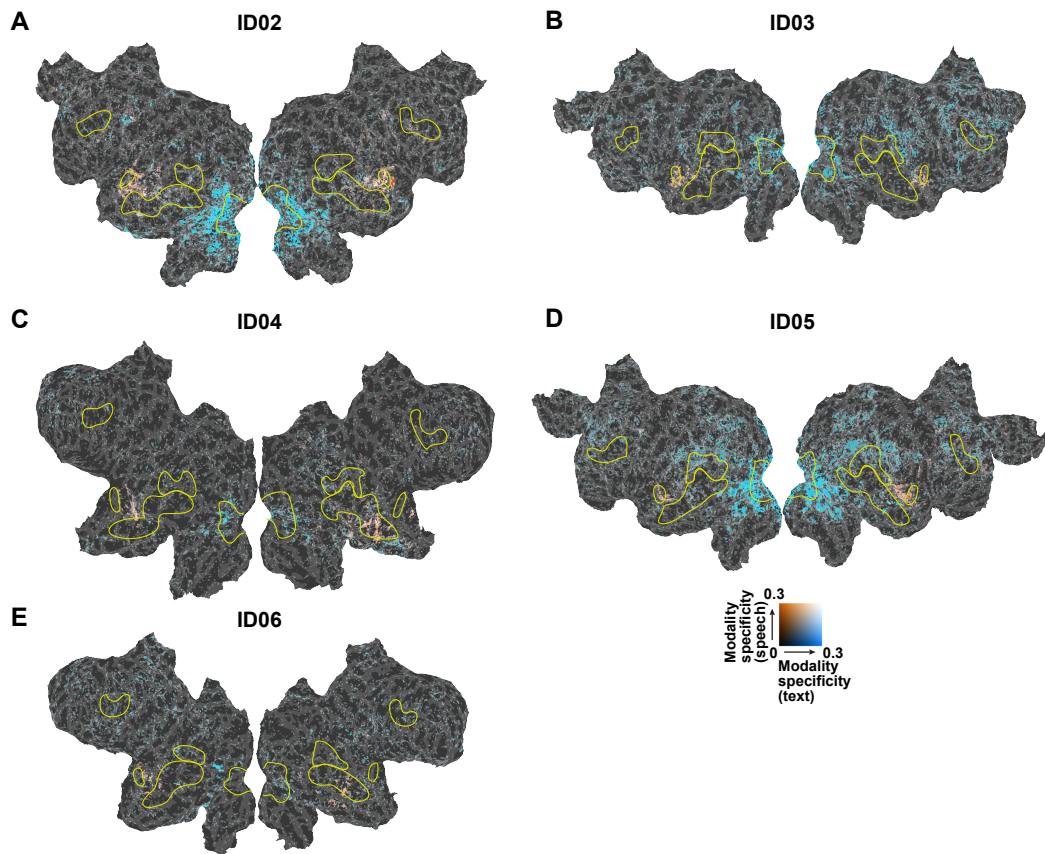 A
ID02
B
ID03
C
ID04
D
ID05
E
ID06
0.3
Modality
specificity
(speech)
0
0.3
Modality
specificity
(text)